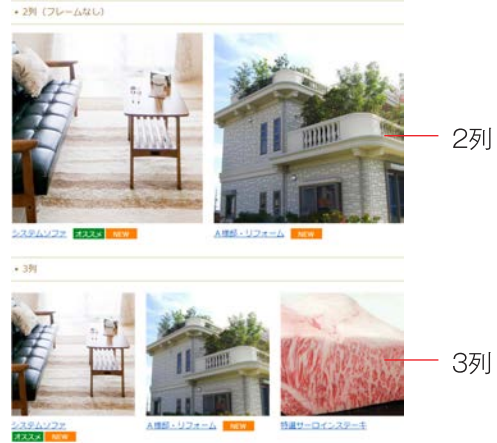 • 2列（フレームなし）
2列
システムソファ オススメ NEW
A様邸・リフォーム NEW
• 3列
3列
システムソファ
オススメ NEW
A様邸・リフォーム NEW
特選サーロインステーキ